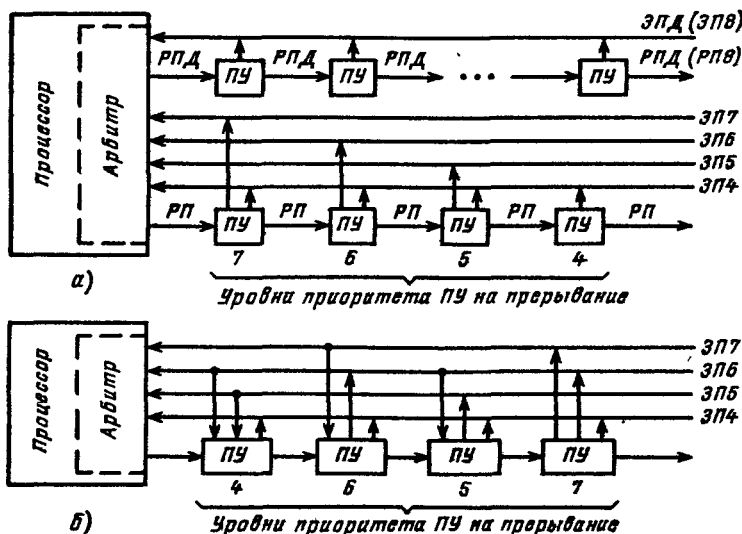 Процессор
Арбитр
ЗПД (ЗП8)
РПД
ПУ
РПД
ПУ
РПД
...
ПУ
РПД (РП8)
ЗП7
ЗП6
ЗП5
ЗП4
РП
ПУ
РП
ПУ
РП
ПУ
РП
ПУ
РП
7
6
5
4
а)
Уровни приоритета ПУ на прерывание
Процессор
Арбитр
ЗП7
ЗП6
ЗП5
ЗП4
ПУ
ПУ
ПУ
ПУ
4
6
5
7
б)
Уровни приоритета ПУ на прерывание